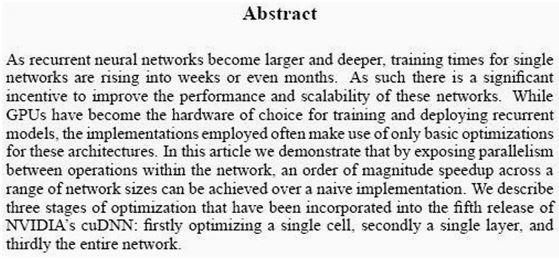 Abstract
As recurrent neural networks become larger and deeper, training times for single
networks are rising into weeks or even months. As such there is a significant
incentive to improve the performance and scalability of these networks. While
GPUs have become the hardware of choice for training and deploying recurrent
models, the implementations employed often make use of only basic optimizations
for these architectures. In this article we demonstrate that by exposing parallelism
between operations within the network, an order of magnitude speedup across a
range of network sizes can be achieved over a naive implementation. We describe
three stages of optimization that have been incorporated into the fifth release of
NVIDIA's cuDNN: firstly optimizing a single cell, secondly a single layer, and
thirdly the entire network.